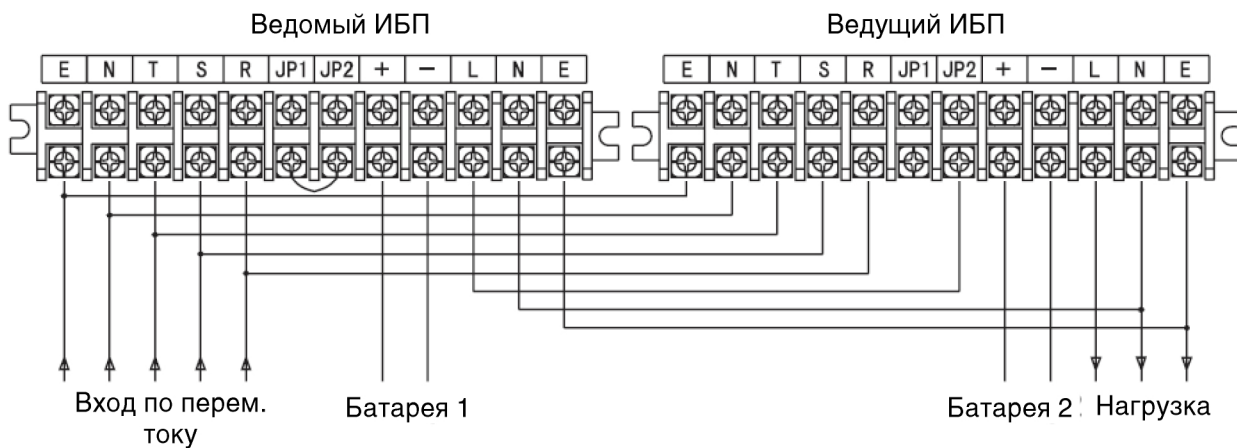 Ведомый ИБП
Ведущий ИБП
E N T S R JP1 JP2 + − L N E
E N T S R JP1 JP2 + − L N E
Вход по перем.
току
Батарея 1
Батарея 2
Нагрузка